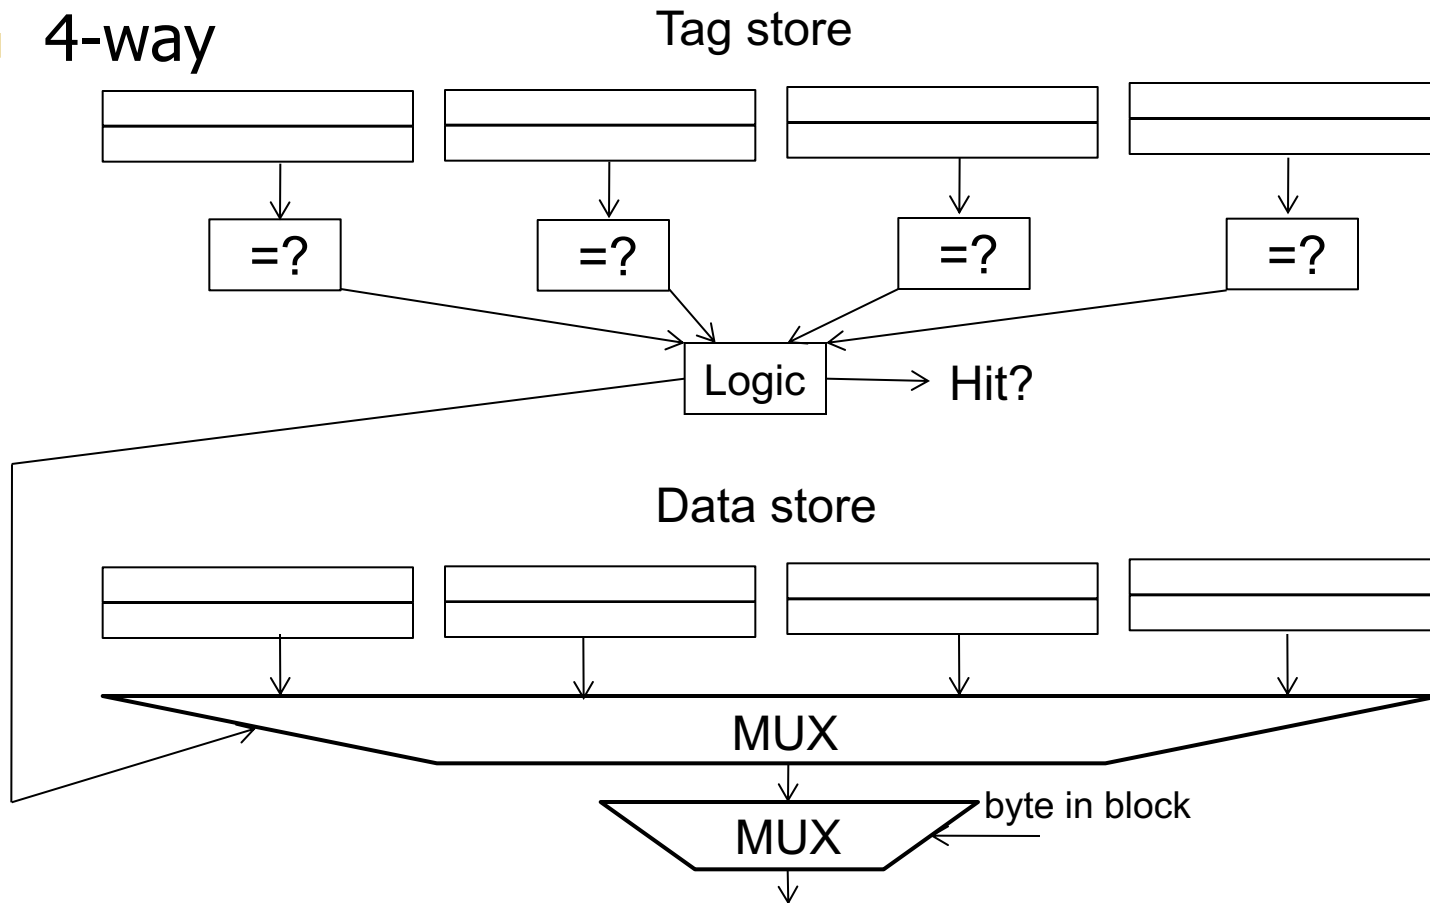 4-way
Tag store
=?
=?
=?
=?
Logic
Hit?
Data store
MUX
byte in block
MUX